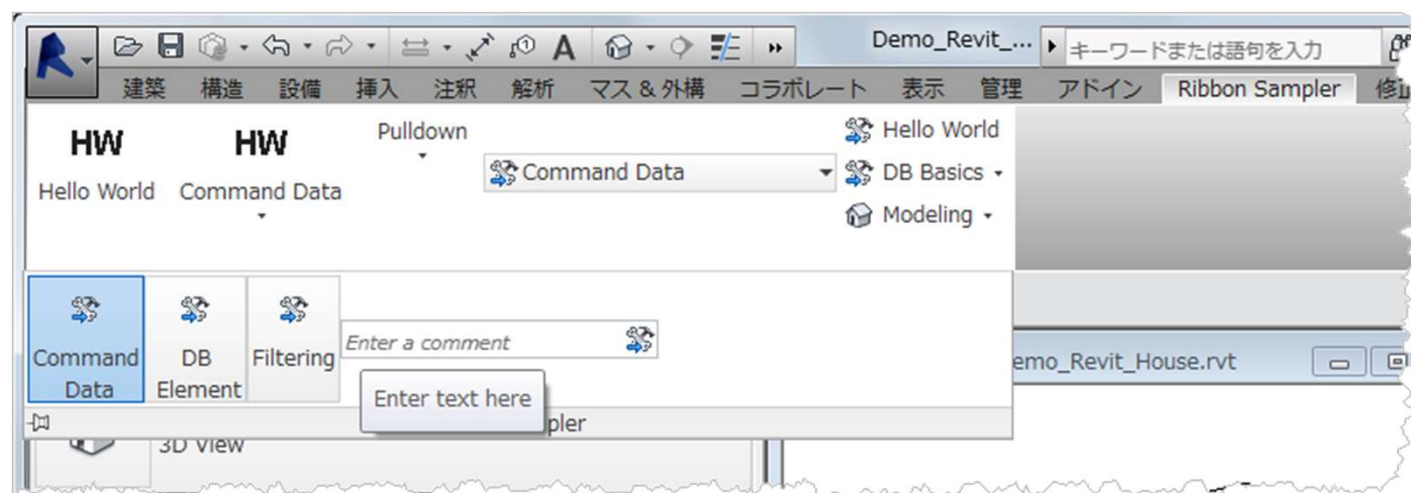 Demo_Revit_...
キーワードまたは語句を入力
建築 構造 設備 挿入 注釈 解析 マス & 外構 コラボレート 表示 管理 アドイン Ribbon Sampler
HW
Hello World
HW
Command Data
Pulldown
Command Data
Hello World
DB Basics
Modeling
Command
Data
DB
Element
Filtering
Enter a comment
Enter text here
pler
3D View
emo_Revit_House.rvt